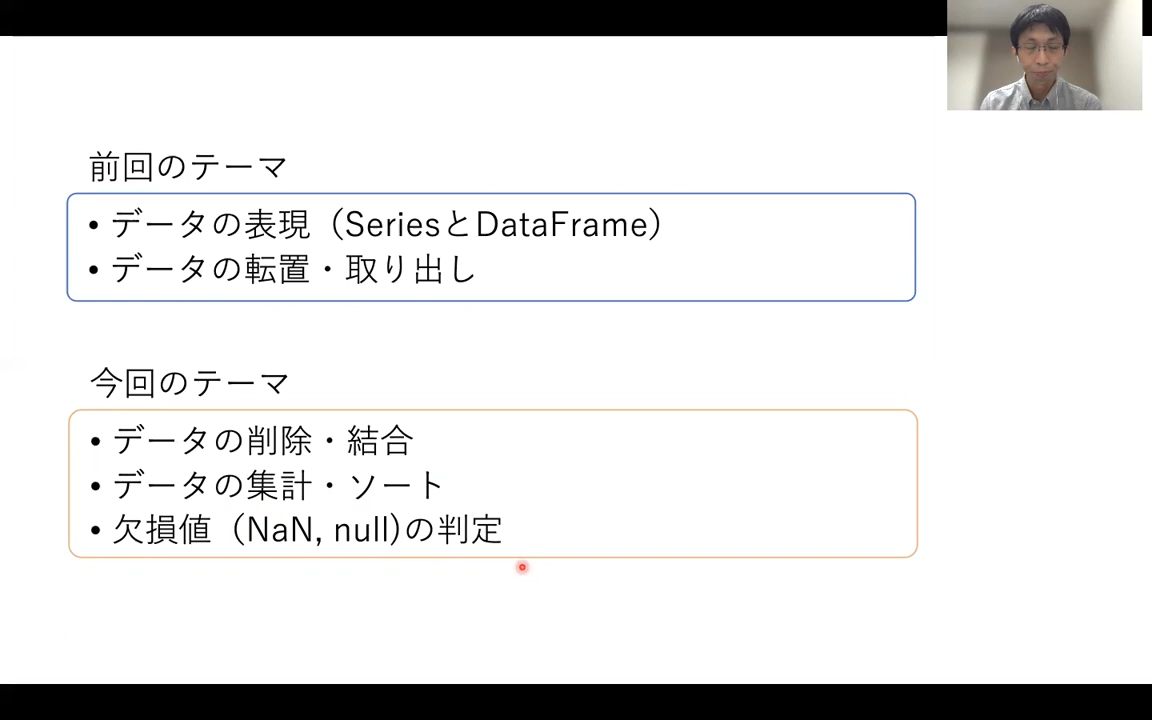 前回のテーマ
• データの表現（SeriesとDataFrame）
• データの転置・取り出し
今回のテーマ
• データの削除・結合
• データの集計・ソート
• 欠損値（NaN, null)の判定